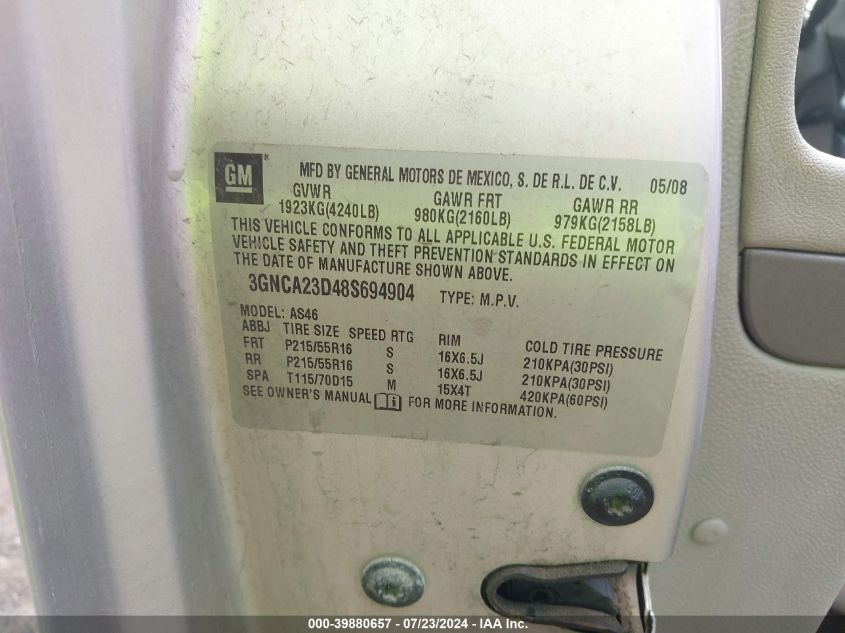 GM ®
MFD BY GENERAL MOTORS DE MEXICO, S. DE R.L. DE C.V. 05/08
GVWR GAWR FRT GAWR RR
1923KG(4240LB) 980KG(2160LB) 979KG(2158LB)
THIS VEHICLE CONFORMS TO ALL APPLICABLE U.S. FEDERAL MOTOR
VEHICLE SAFETY AND THEFT PREVENTION STANDARDS IN EFFECT ON
THE DATE OF MANUFACTURE SHOWN ABOVE.
3GNCA23D48S694904 TYPE: M.P.V.
MODEL: AS46
ABBJ TIRE SIZE SPEED RTG RIM COLD TIRE PRESSURE
FRT P215/55R16 S 16X6.5J 210KPA(30PSI)
RR P215/55R16 S 16X6.5J 210KPA(30PSI)
SPA T115/70D15 M 15X4T 420KPA(60PSI)
SEE OWNER'S MANUAL FOR MORE INFORMATION.
000-39880657 / 07/23/2024 - IAA Inc.